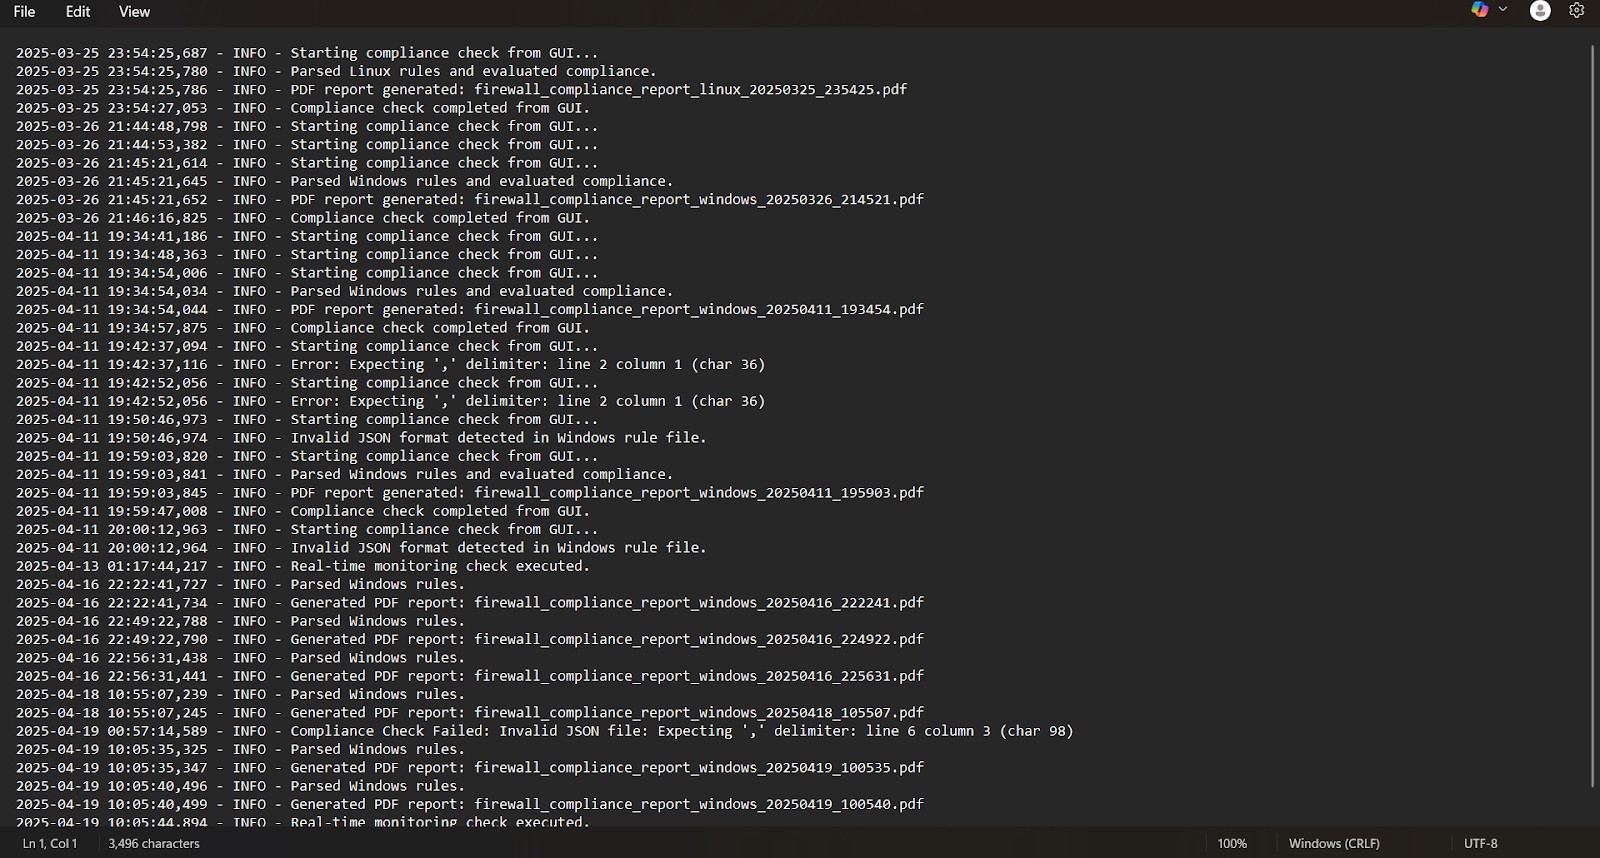 File Edit View
2025-03-25 23:54:25,687 - INFO - Starting compliance check from GUI...
2025-03-25 23:54:25,780 - INFO - Parsed Linux rules and evaluated compliance.
2025-03-25 23:54:25,786 - INFO - PDF report generated: firewall_compliance_report_linux_20250325_235425.pdf
2025-03-25 23:54:27,053 - INFO - Compliance check completed from GUI.
2025-03-26 21:44:48,798 - INFO - Starting compliance check from GUI...
2025-03-26 21:44:53,382 - INFO - Starting compliance check from GUI...
2025-03-26 21:45:21,614 - INFO - Starting compliance check from GUI...
2025-03-26 21:45:21,645 - INFO - Parsed Windows rules and evaluated compliance.
2025-03-26 21:45:21,652 - INFO - PDF report generated: firewall_compliance_report_windows_20250326_214521.pdf
2025-03-26 21:46:16,825 - INFO - Compliance check completed from GUI.
2025-04-11 19:34:41,186 - INFO - Starting compliance check from GUI...
2025-04-11 19:34:48,363 - INFO - Starting compliance check from GUI...
2025-04-11 19:34:54,006 - INFO - Starting compliance check from GUI...
2025-04-11 19:34:54,034 - INFO - Parsed Windows rules and evaluated compliance.
2025-04-11 19:34:54,044 - INFO - PDF report generated: firewall_compliance_report_windows_20250411_193454.pdf
2025-04-11 19:34:57,875 - INFO - Compliance check completed from GUI.
2025-04-11 19:42:37,094 - INFO - Starting compliance check from GUI...
2025-04-11 19:42:37,116 - INFO - Error: Expecting ',' delimiter: line 2 column 1 (char 36)
2025-04-11 19:42:52,056 - INFO - Starting compliance check from GUI...
2025-04-11 19:42:52,056 - INFO - Error: Expecting ',' delimiter: line 2 column 1 (char 36)
2025-04-11 19:50:46,973 - INFO - Starting compliance check from GUI...
2025-04-11 19:50:46,974 - INFO - Invalid JSON format detected in Windows rule file.
2025-04-11 19:59:03,820 - INFO - Starting compliance check from GUI...
2025-04-11 19:59:03,841 - INFO - Parsed Windows rules and evaluated compliance.
2025-04-11 19:59:03,845 - INFO - PDF report generated: firewall_compliance_report_windows_20250411_195903.pdf
2025-04-11 19:59:47,008 - INFO - Compliance check completed from GUI.
2025-04-11 20:00:12,963 - INFO - Starting compliance check from GUI...
2025-04-11 20:00:12,964 - INFO - Invalid JSON format detected in Windows rule file.
2025-04-13 01:17:44,217 - INFO - Real-time monitoring check executed.
2025-04-16 22:22:41,727 - INFO - Parsed Windows rules.
2025-04-16 22:22:41,734 - INFO - Generated PDF report: firewall_compliance_report_windows_20250416_222241.pdf
2025-04-16 22:49:22,788 - INFO - Parsed Windows rules.
2025-04-16 22:49:22,790 - INFO - Generated PDF report: firewall_compliance_report_windows_20250416_224922.pdf
2025-04-16 22:56:31,438 - INFO - Parsed Windows rules.
2025-04-16 22:56:31,441 - INFO - Generated PDF report: firewall_compliance_report_windows_20250416_225631.pdf
2025-04-18 10:55:07,239 - INFO - Parsed Windows rules.
2025-04-18 10:55:07,245 - INFO - Generated PDF report: firewall_compliance_report_windows_20250418_105507.pdf
2025-04-19 00:57:14,589 - INFO - Compliance Check Failed: Invalid JSON file: Expecting ',' delimiter: line 6 column 3 (char 98)
2025-04-19 10:05:35,325 - INFO - Parsed Windows rules.
2025-04-19 10:05:35,347 - INFO - Generated PDF report: firewall_compliance_report_windows_20250419_100535.pdf
2025-04-19 10:05:40,496 - INFO - Parsed Windows rules.
2025-04-19 10:05:40,499 - INFO - Generated PDF report: firewall_compliance_report_windows_20250419_100540.pdf
2025-04-19 10:05:44,894 - INFO - Real-time monitoring check executed.
Ln 1, Col 1 3,496 characters 100% Windows (CRLF) UTF-8